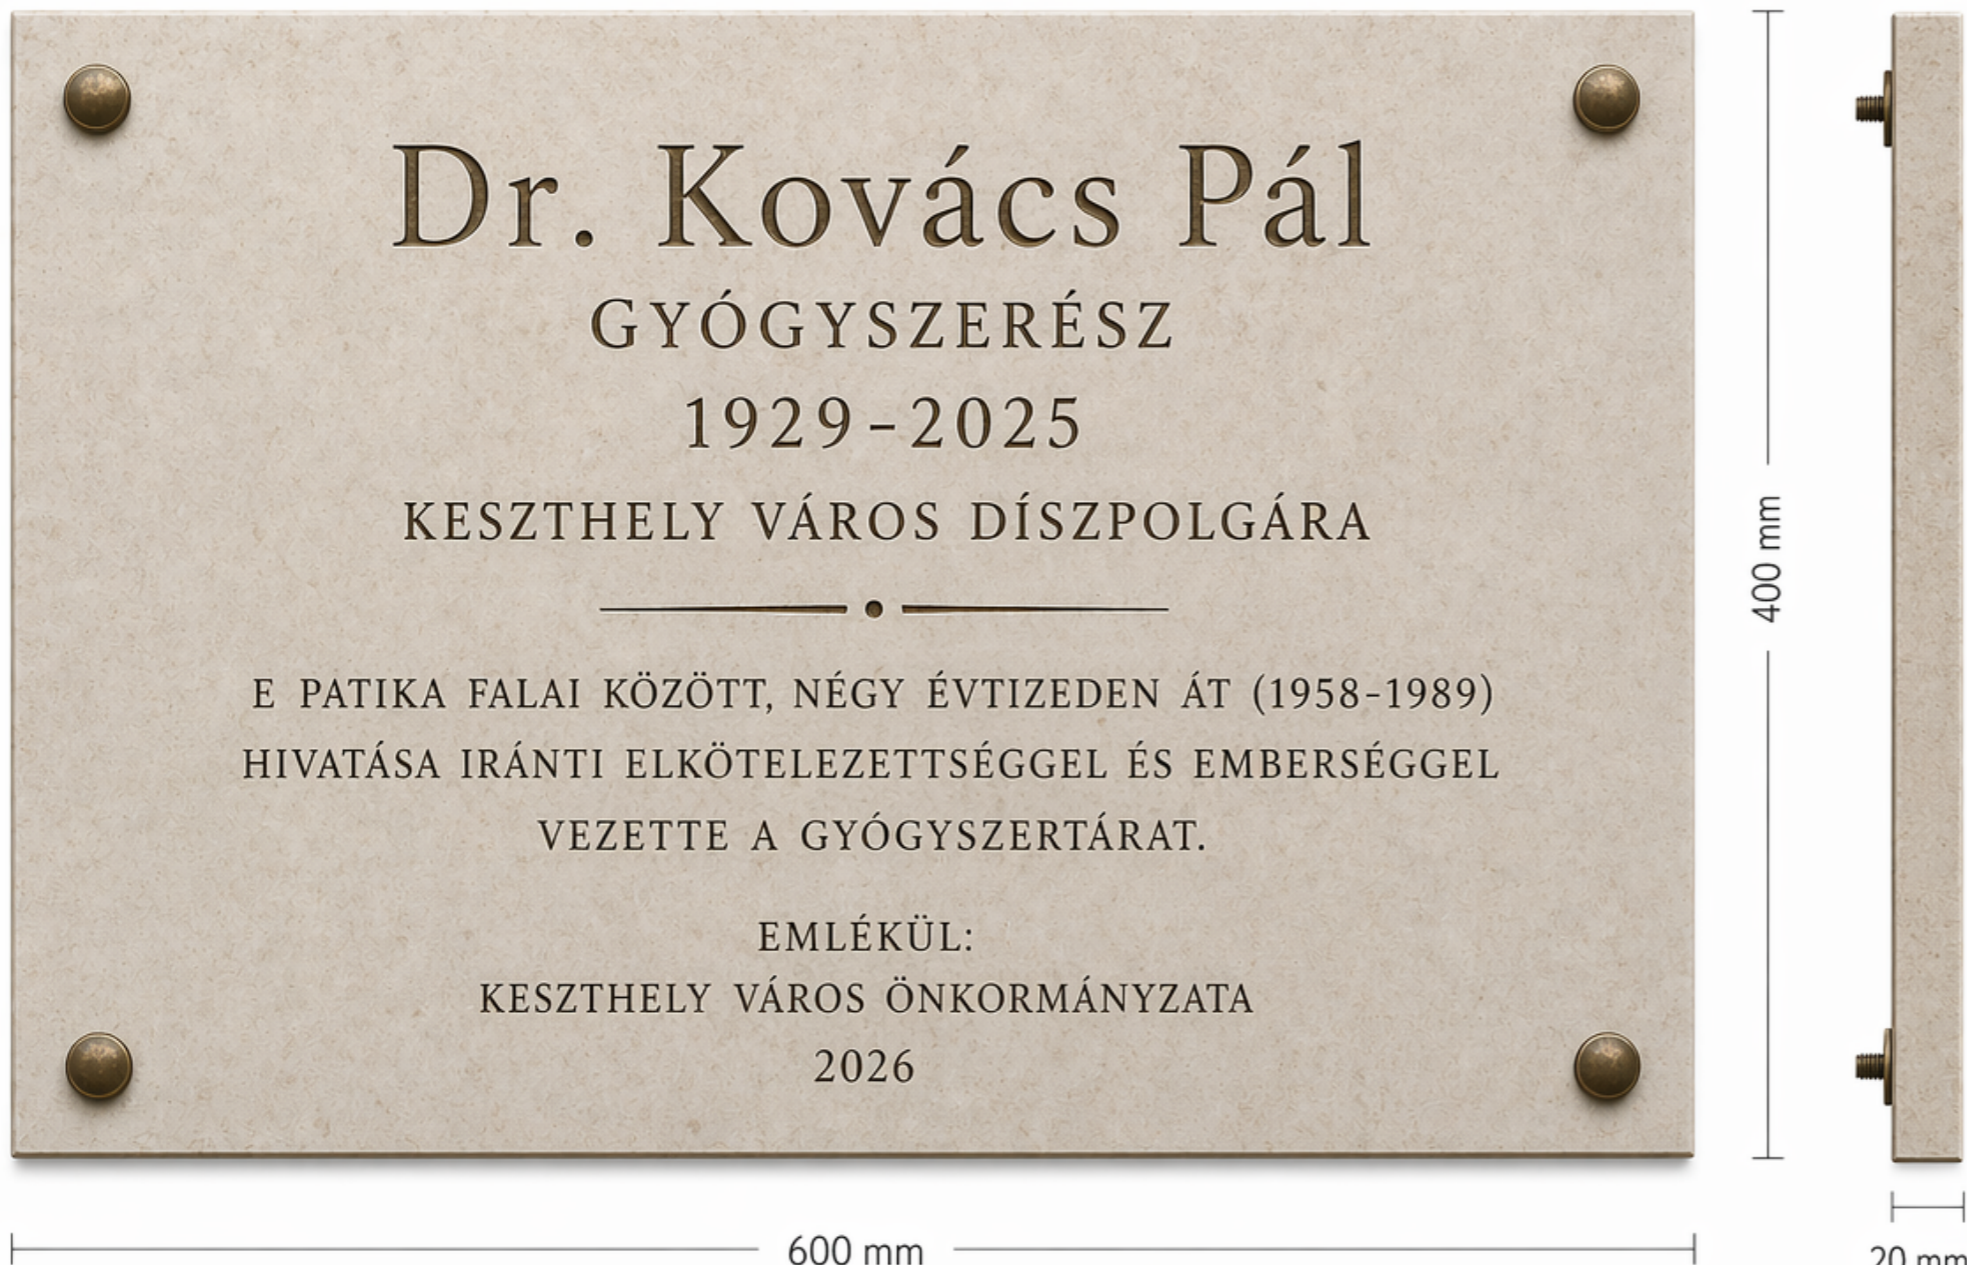 Dr. Kovács Pál
GYÓGYSZERÉSZ
1929-2025
KESZTHELY VÁROS DÍSZPOLGÁRA
E PATIKA FALAI KÖZÖTT, NÉGY ÉVTIZEDEN ÁT (1958-1989)
HIVATÁSA IRÁNTI ELKÖTELEZETTSÉGGEL ÉS EMBERSÉGGEL
VEZETTE A GYÓGYSZERTÁRAT.
EMLÉKÜL:
KESZTHELY VÁROS ÖNKORMÁNYZATA
2026
400 mm
600 mm
20 mm